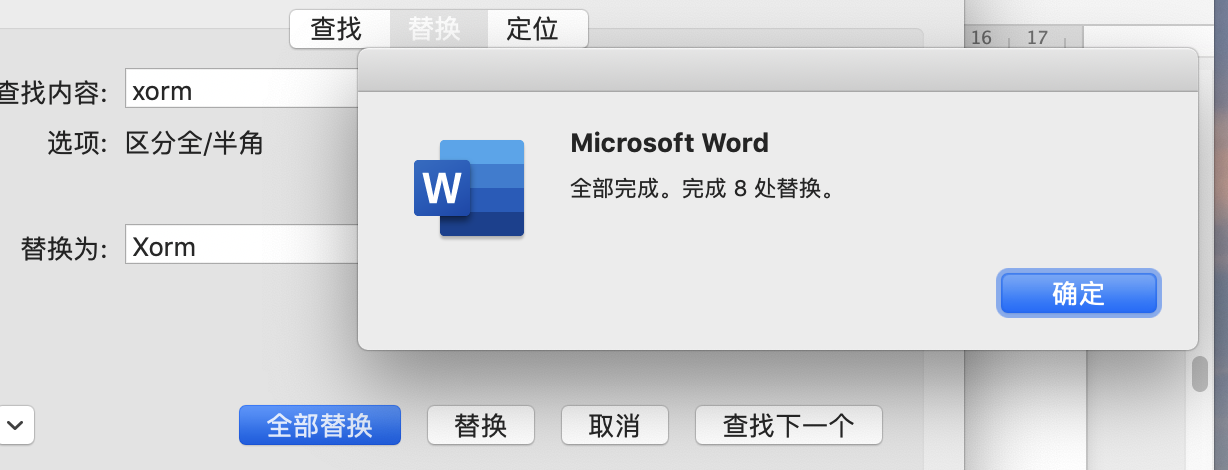 查找 替换 定位
16 17
查找内容: xorm
选项: 区分全/半角
替换为: Xorm
Microsoft Word
W
全部完成。完成 8 处替换。
确定
全部替换 替换 取消 查找下一个